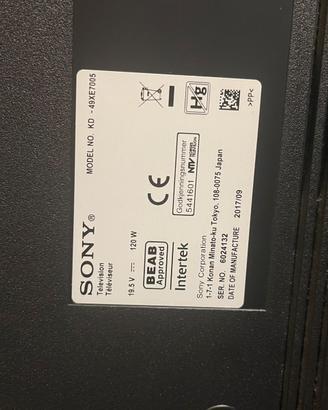 SONY®
MODEL NO. KD -49XE7005
Television
Téléviseur
19.5 V ⎓ 120 W
BEAB
Approved
Intertek
CE
Godkjenningsnummer
5441601 NTV
Hg
>PP<
Sony Corporation
1-7-1 Konan Minato-ku Tokyo, 108-0075 Japan
SER. NO. 6024132
DATE OF MANUFACTURE 2017/09